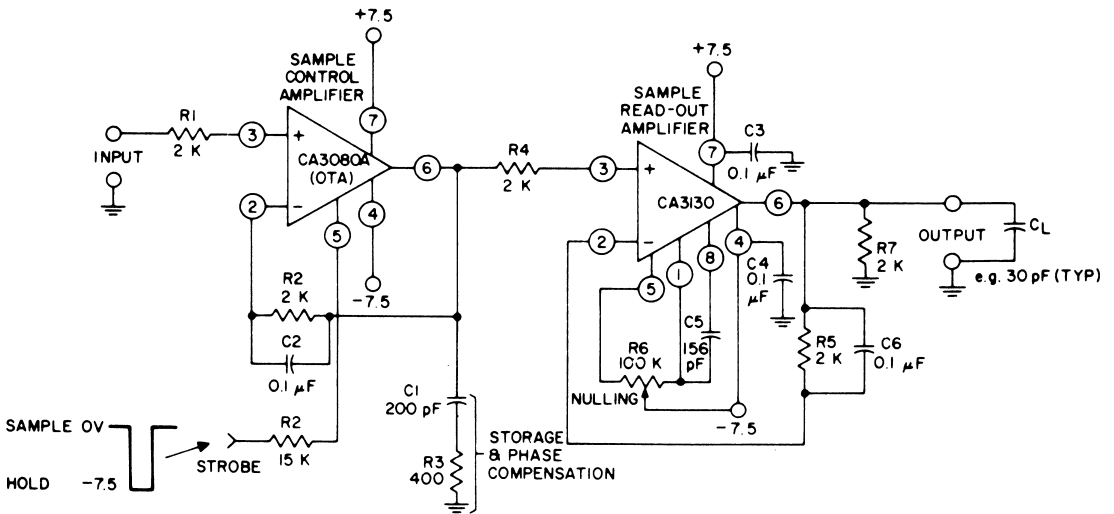 +7.5
SAMPLE
CONTROL
AMPLIFIER
7
R1
2 K
3
+
INPUT
CA3080A
(OTA)
6
2
−
5
4
−7.5
R2
2 K
C2
0.1 μF
SAMPLE 0V
HOLD −7.5
STROBE
R2
15 K
C1
200 pF
R3
400
STORAGE
& PHASE
COMPENSATION
R4
2 K
+7.5
SAMPLE
READ-OUT
AMPLIFIER
7
C3
0.1 μF
3
+
CA3130
6
2
−
5
1
8
4
C4
0.1
μF
C5
156
pF
R6
100 K
NULLING
−7.5
R5
2 K
C6
0.1 μF
R7
2 K
OUTPUT
CL
e.g. 30 pF (TYP)